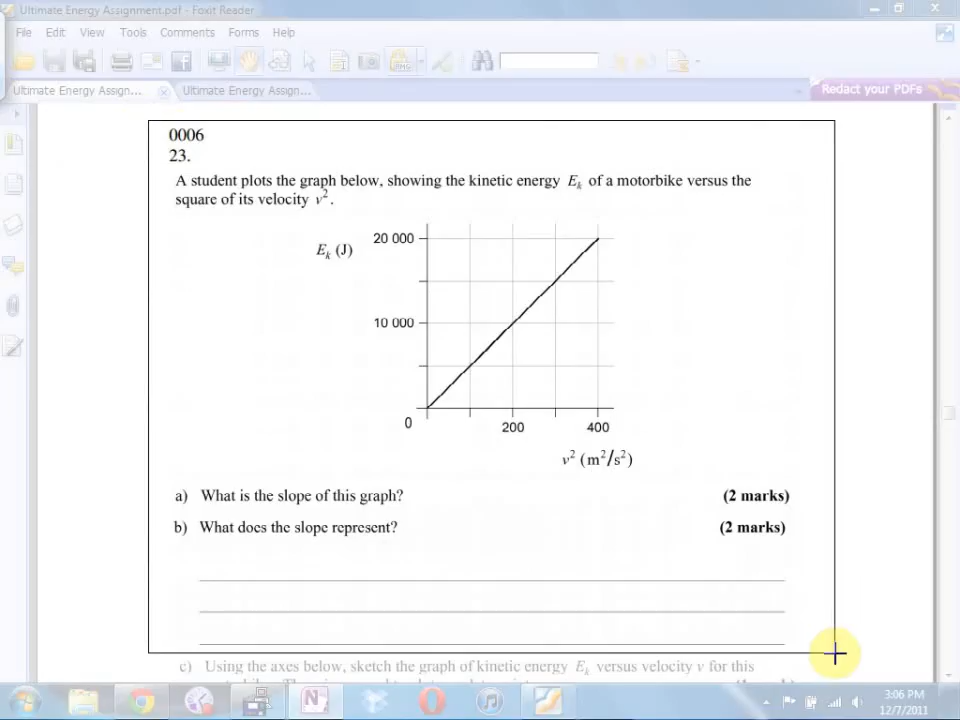 Ultimate Energy Assignment.pdf - Foxit Reader
File Edit View Tools Comments Forms Help
Ultimate Energy Assign... Ultimate Energy Assign... Redact your PDFs
0006
23.
A student plots the graph below, showing the kinetic energy Eₖ of a motorbike versus the
square of its velocity v².
Eₖ (J)
20 000
10 000
0
200 400
v² (m²/s²)
a) What is the slope of this graph? (2 marks)
b) What does the slope represent? (2 marks)
c) Using the axes below, sketch the graph of kinetic energy Eₖ versus velocity v for this
3:06 PM
12/7/2011